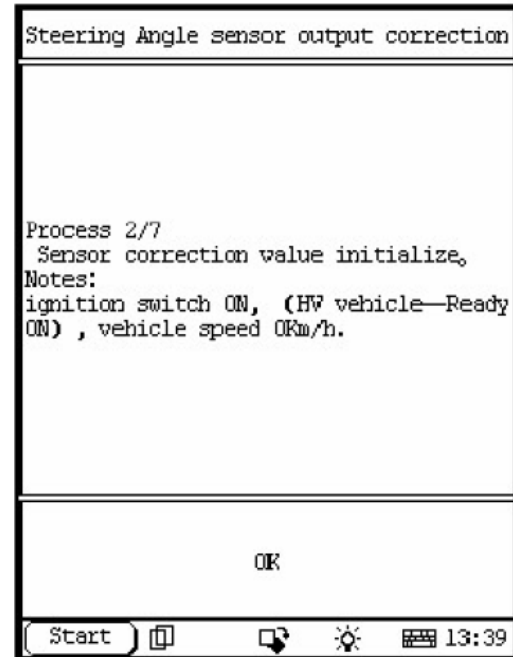 Steering Angle sensor output correction
Process 2/7
Sensor correction value initialize。
Notes:
ignition switch ON, (HV vehicle—Ready
ON) , vehicle speed 0Km/h.
OK
Start 13:39